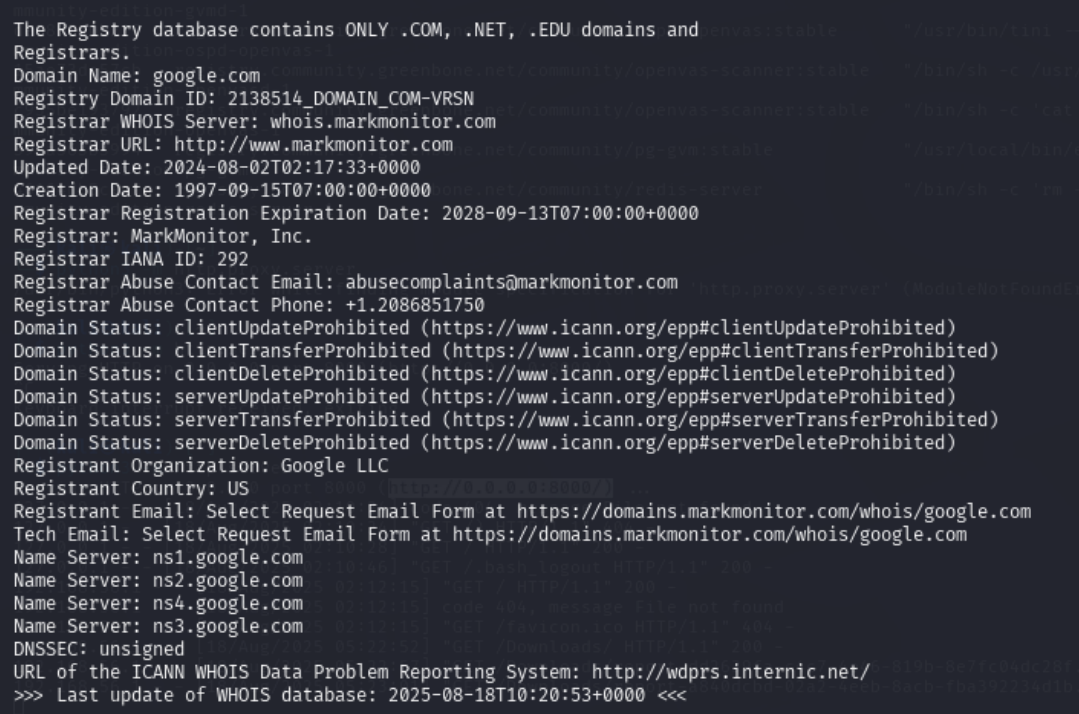 The Registry database contains ONLY .COM, .NET, .EDU domains and
Registrars.
Domain Name: google.com
Registry Domain ID: 2138514_DOMAIN_COM-VRSN
Registrar WHOIS Server: whois.markmonitor.com
Registrar URL: http://www.markmonitor.com
Updated Date: 2024-08-02T02:17:33+0000
Creation Date: 1997-09-15T07:00:00+0000
Registrar Registration Expiration Date: 2028-09-13T07:00:00+0000
Registrar: MarkMonitor, Inc.
Registrar IANA ID: 292
Registrar Abuse Contact Email: abusecomplaints@markmonitor.com
Registrar Abuse Contact Phone: +1.2086851750
Domain Status: clientUpdateProhibited (https://www.icann.org/epp#clientUpdateProhibited)
Domain Status: clientTransferProhibited (https://www.icann.org/epp#clientTransferProhibited)
Domain Status: clientDeleteProhibited (https://www.icann.org/epp#clientDeleteProhibited)
Domain Status: serverUpdateProhibited (https://www.icann.org/epp#serverUpdateProhibited)
Domain Status: serverTransferProhibited (https://www.icann.org/epp#serverTransferProhibited)
Domain Status: serverDeleteProhibited (https://www.icann.org/epp#serverDeleteProhibited)
Registrant Organization: Google LLC
Registrant Country: US
Registrant Email: Select Request Email Form at https://domains.markmonitor.com/whois/google.com
Tech Email: Select Request Email Form at https://domains.markmonitor.com/whois/google.com
Name Server: ns1.google.com
Name Server: ns2.google.com
Name Server: ns4.google.com
Name Server: ns3.google.com
DNSSEC: unsigned
URL of the ICANN WHOIS Data Problem Reporting System: http://wdprs.internic.net/
>>> Last update of WHOIS database: 2025-08-18T10:20:53+0000 <<<